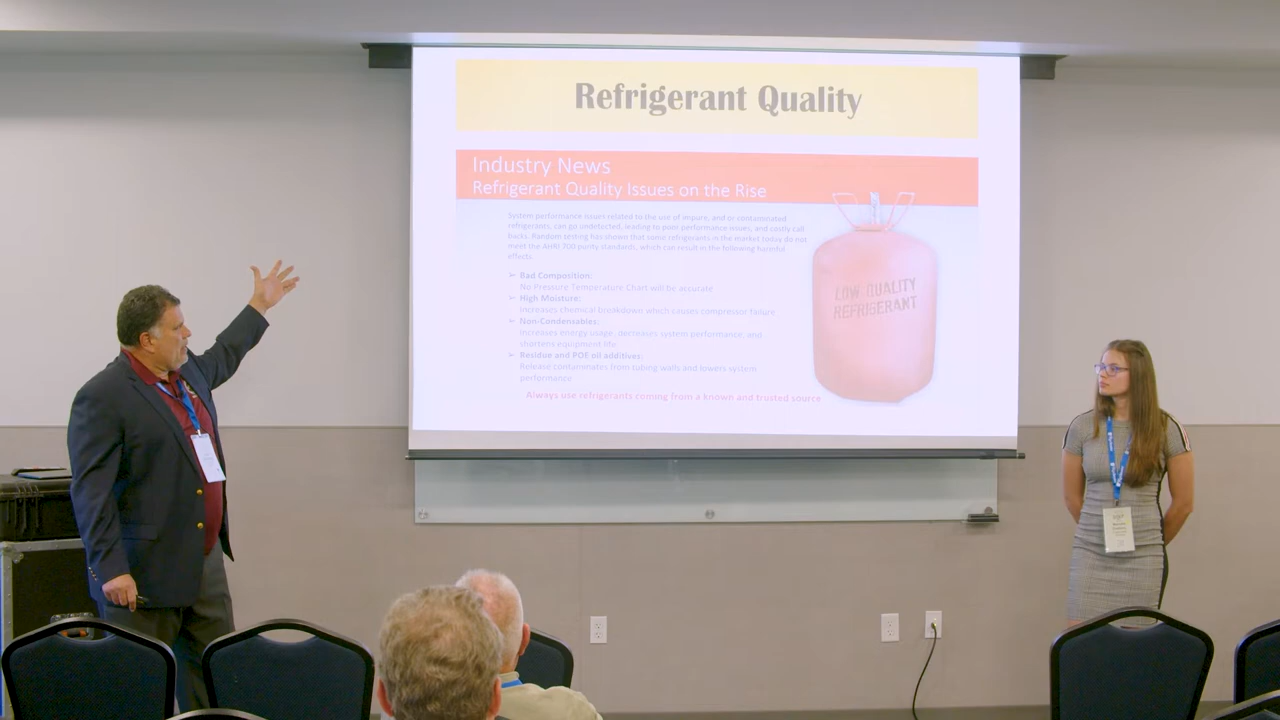 Refrigerant Quality
Industry News
Refrigerant Quality Issues on the Rise
System performance issues related to the use of impure, and or contaminated
refrigerants, can go undetected, leading to poor performance issues, and costly call
backs. Random testing has shown that some refrigerants in the market today do not
meet the AHRI 700 purity standards, which can result in the following harmful
effects.
➢ Bad Composition:
No Pressure Temperature Chart will be accurate
➢ High Moisture:
Increases chemical breakdown which causes compressor failure
➢ Non-Condensables:
Increases energy usage, decreases system performance, and
shortens equipment life.
➢ Residue and POE oil additives:
Release contaminates from tubing walls and lowers system
performance
Always use refrigerants coming from a known and trusted source
LOW QUALITY
REFRIGERANT